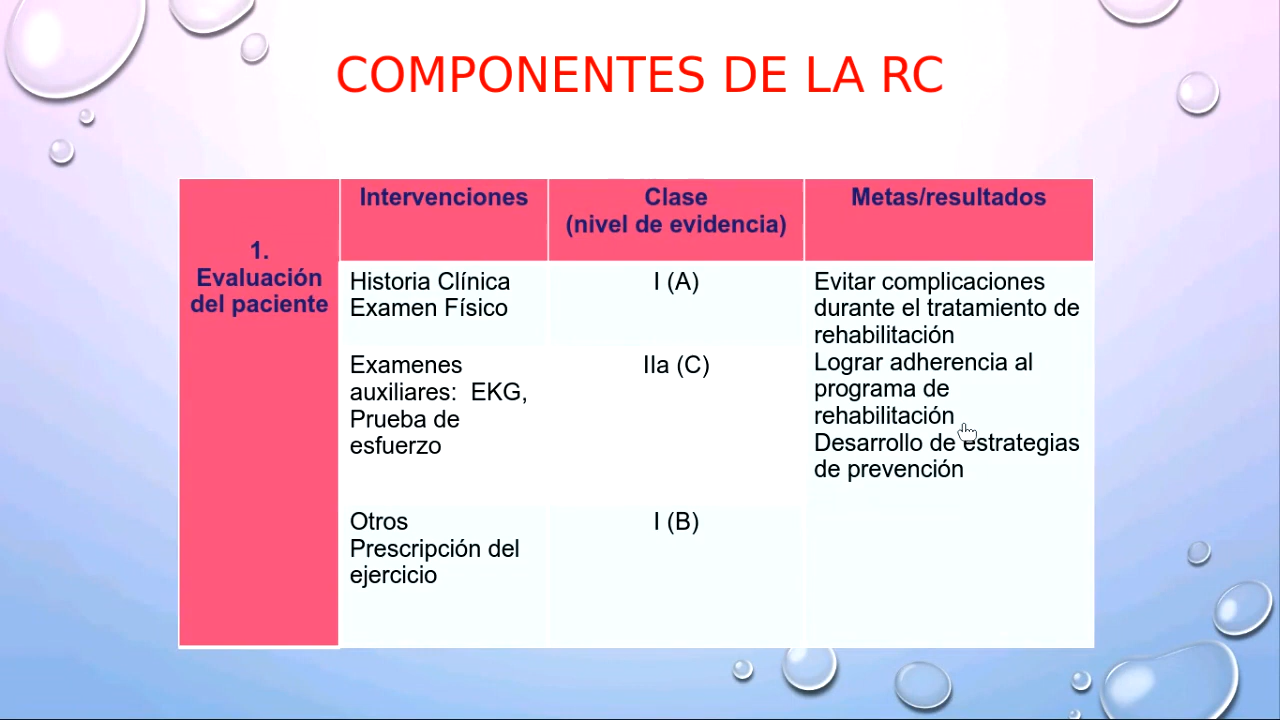 COMPONENTES DE LA RC
1.
Evaluación
del paciente
Intervenciones
Clase
(nivel de evidencia)
Metas/resultados
Historia Clínica
Examen Físico
I (A)
Evitar complicaciones
durante el tratamiento de
rehabilitación
Lograr adherencia al
programa de
rehabilitación
Desarrollo de estrategias
de prevención
Examenes
auxiliares:  EKG,
Prueba de
esfuerzo
IIa (C)
Otros
Prescripción del
ejercicio
I (B)